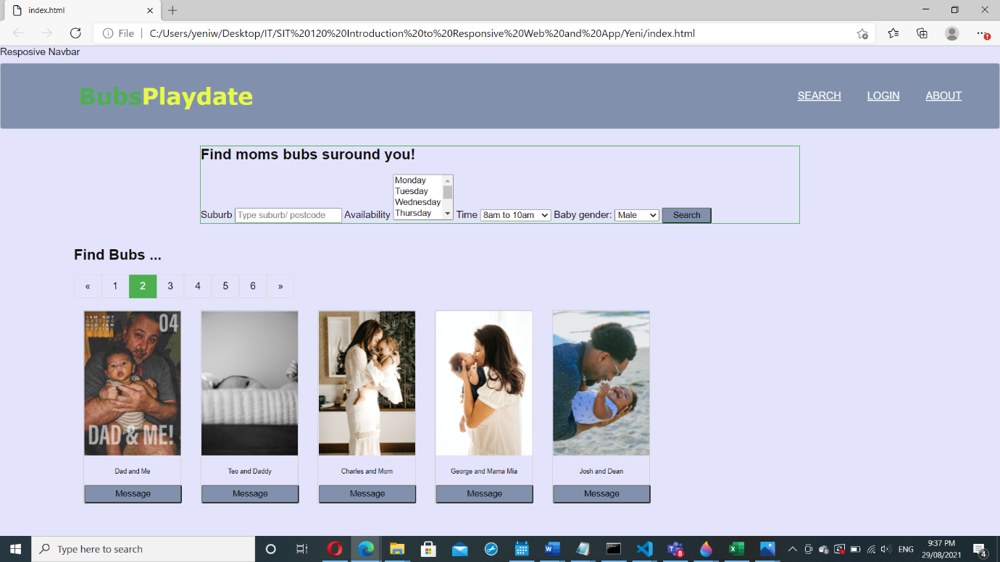 index.html
File
C:/Users/yeniw/Desktop/IT/SIT%20120%20Introduction%20to%20Responsive%20Web%20and%20App/Yeni/index.html
Resposive Navbar
BubsPlaydate
SEARCH LOGIN ABOUT
Find moms bubs suround you!
Monday
Tuesday
Wednesday
Thursday
Suburb Type suburb/ postcode Availability Time 8am to 10am Baby gender: Male Search
Find Bubs ...
« 1 2 3 4 5 6 »
I AM NOT
GETTING
OLD IAM
GETTING
WISER
04
DAD & ME!
Dad and Me Teo and Daddy Charles and Mom George and Mama Mia Josh and Dean
Message Message Message Message Message
Type here to search
8
ENG
9:37 PM
29/08/2021
4